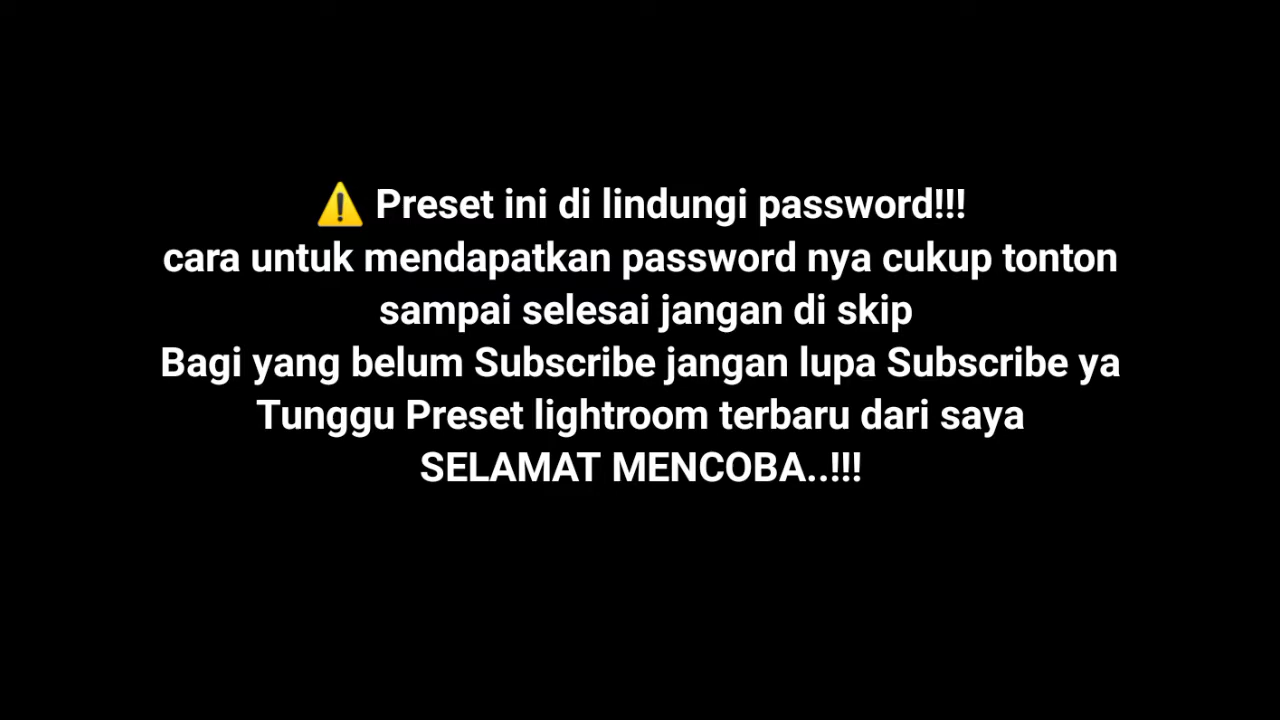 ⚠️ Preset ini di lindungi password!!!
cara untuk mendapatkan password nya cukup tonton
sampai selesai jangan di skip
Bagi yang belum Subscribe jangan lupa Subscribe ya
Tunggu Preset lightroom terbaru dari saya
SELAMAT MENCOBA..!!!